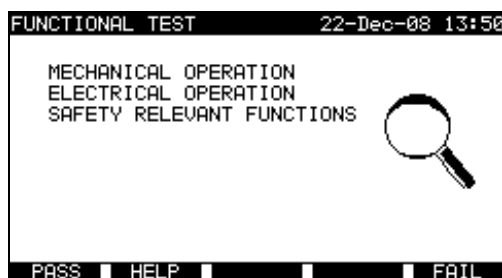 FUNCTIONAL TEST 22-Dec-08 13:50
MECHANICAL OPERATION
ELECTRICAL OPERATION
SAFETY RELEVANT FUNCTIONS
PASS HELP FAIL